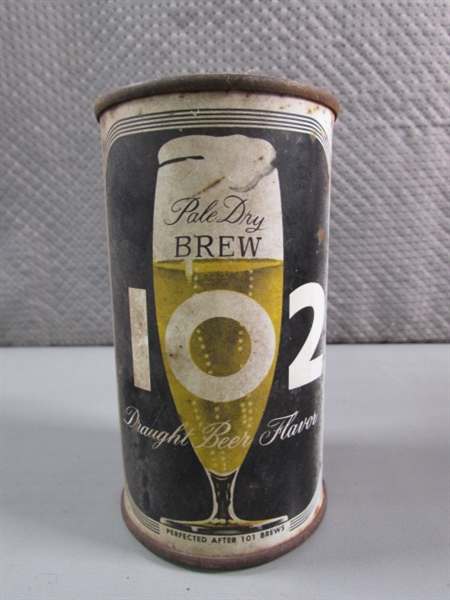 Pale Dry
BREW
102
Draught Beer Flavor
PERFECTED AFTER 101 BREWS